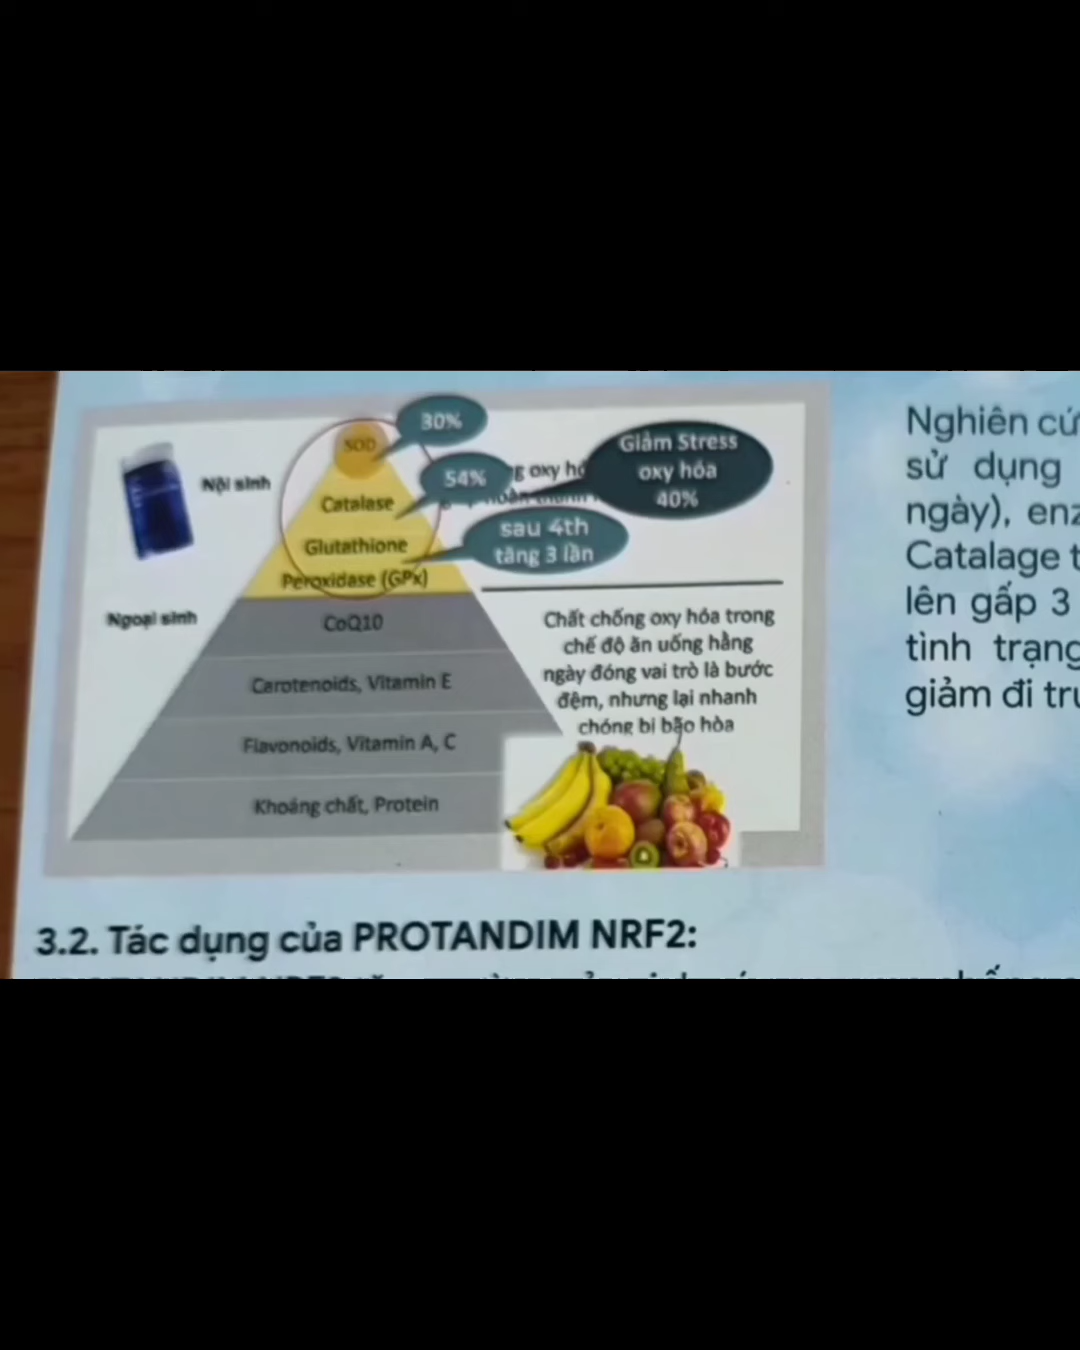 30%
SOD
Giảm Stress
oxy hóa
40%
54%
g oxy hó
Nội sinh
Catalase
sau 4th
tăng 3 lần
Glutathione
Peroxidase (GPx)
Ngoại sinh
CoQ10
Carotenoids, Vitamin E
Flavonoids, Vitamin A, C
Khoáng chất, Protein
Chất chống oxy hóa trong
chế độ ăn uống hằng
ngày đóng vai trò là bước
đệm, nhưng lại nhanh
chóng bị bão hòa
Nghiên cứ
sử dụng
ngày), enz
Catalage t
lên gấp 3
tình trạng
giảm đi tru
3.2. Tác dụng của PROTANDIM NRF2: